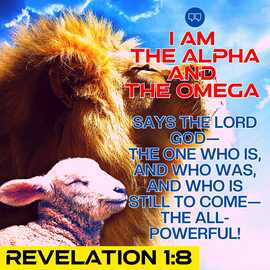 I AM
THE ALPHA
AND
THE OMEGA
SAYS THE LORD
GOD—
THE ONE WHO IS,
AND WHO WAS,
AND WHO IS
STILL TO COME—
THE ALL-
POWERFUL!
REVELATION 1:8